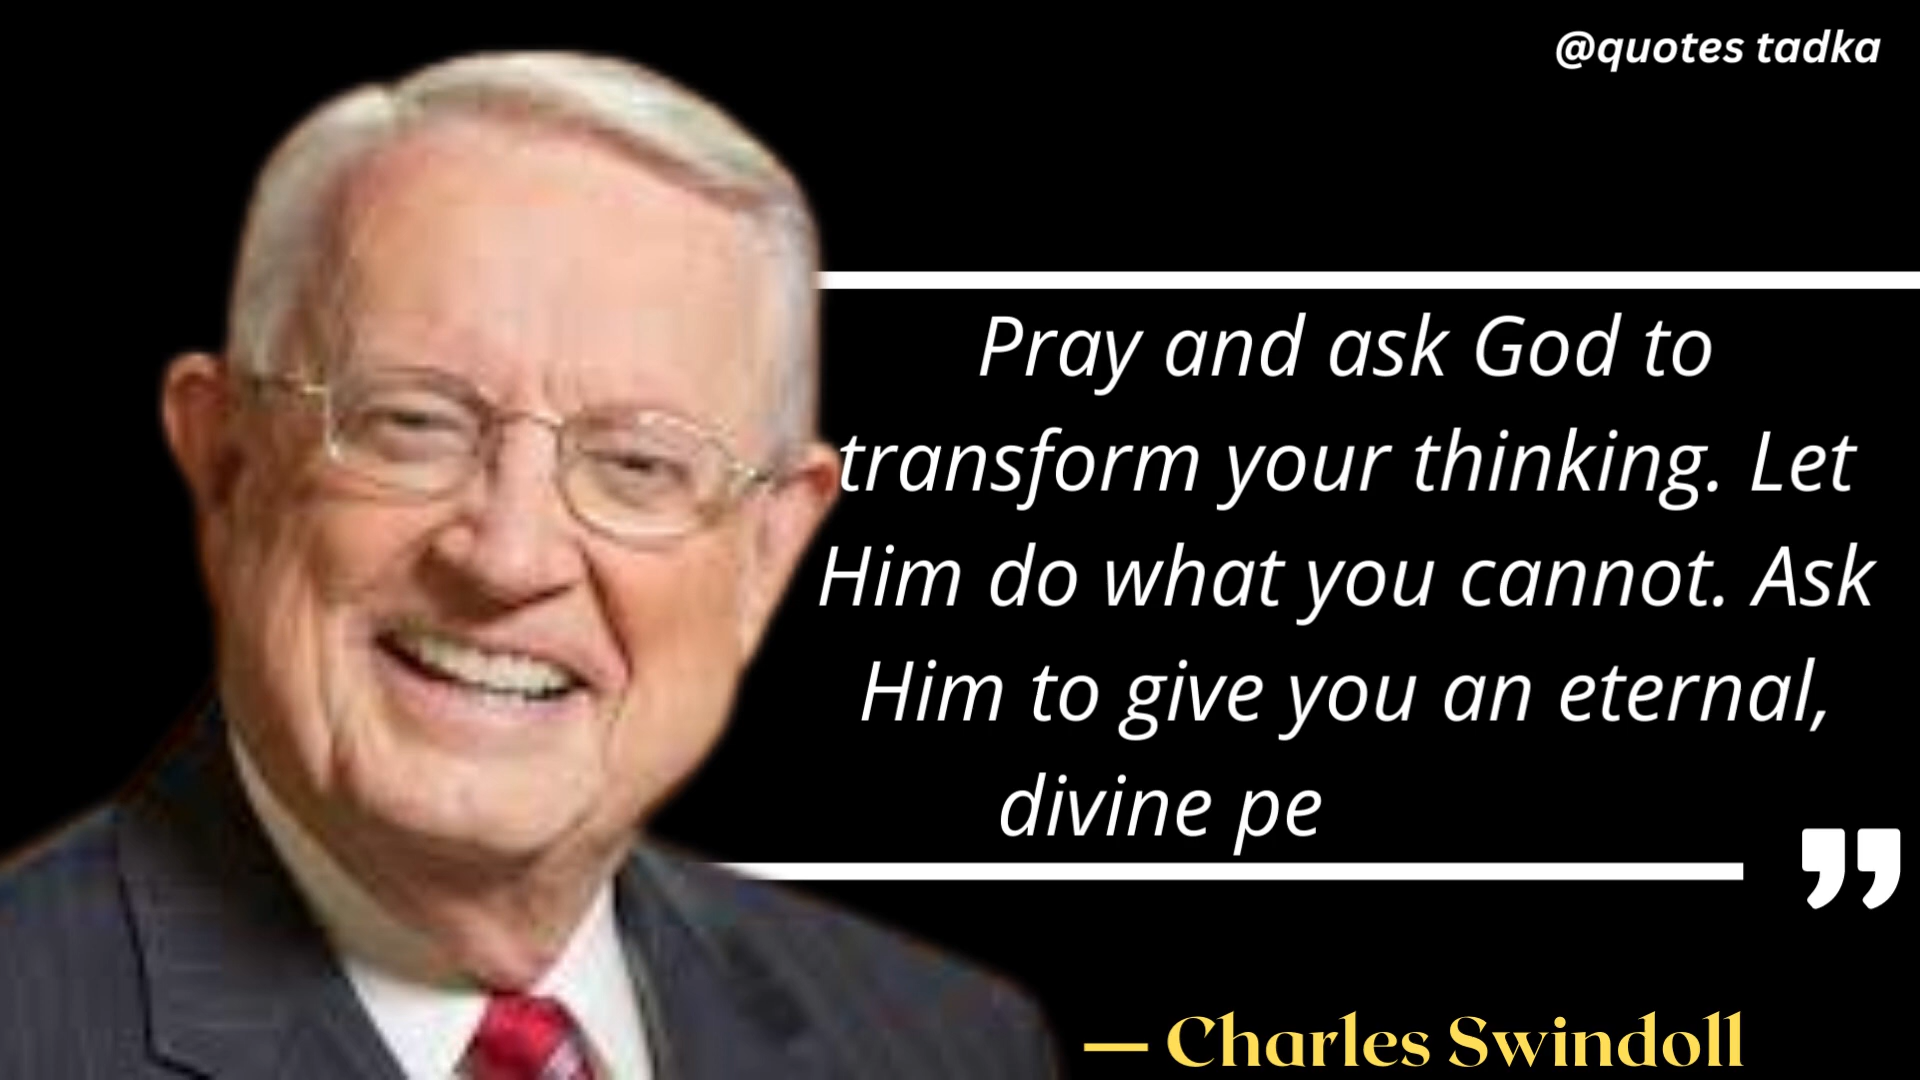 @quotes tadka
Pray and ask God to
transform your thinking. Let
Him do what you cannot. Ask
Him to give you an eternal,
divine pe
”
— Charles Swindoll